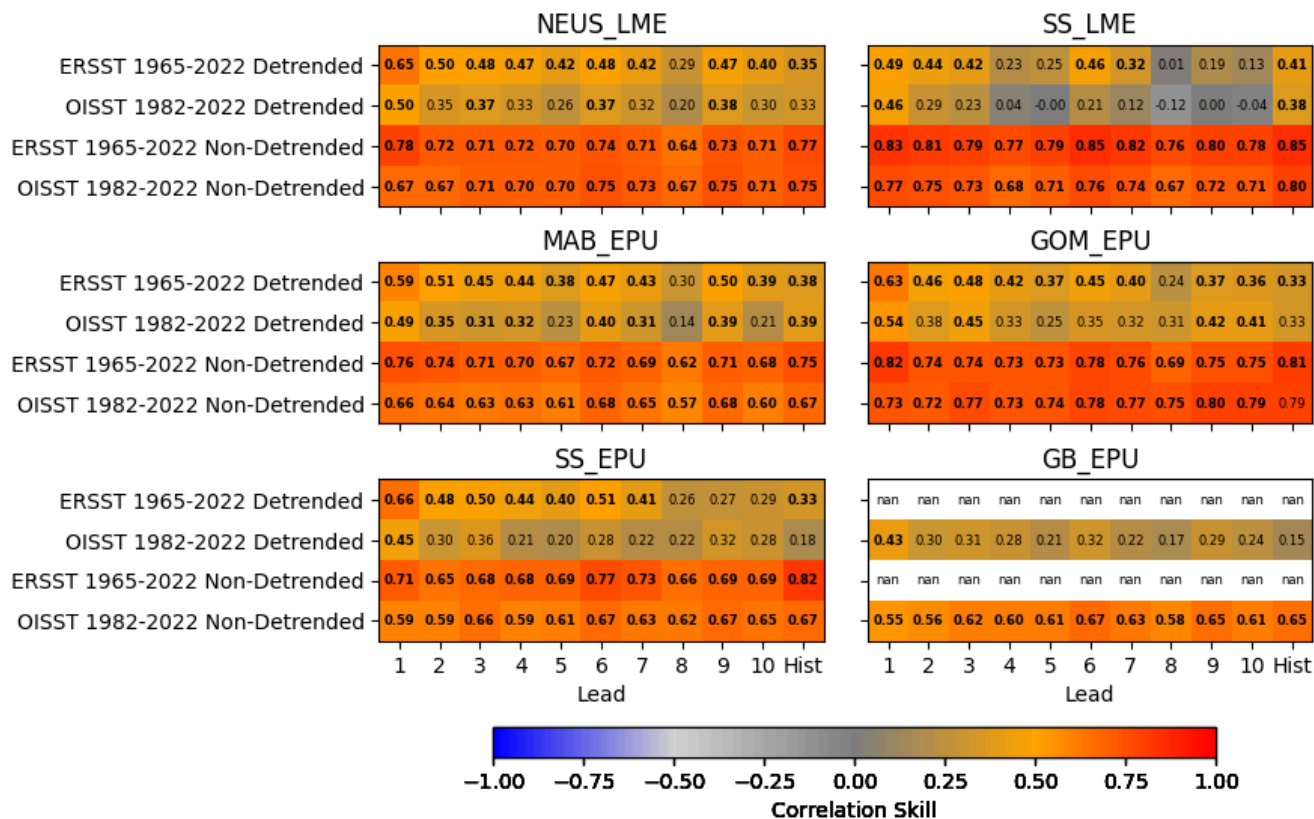 NEUS_LME SS_LME
ERSST 1965-2022 Detrended 0.65 0.50 0.48 0.47 0.42 0.48 0.42 0.29 0.47 0.40 0.35 0.49 0.44 0.42 0.23 0.25 0.46 0.32 0.01 0.19 0.13 0.41
OISST 1982-2022 Detrended 0.50 0.35 0.37 0.33 0.26 0.37 0.32 0.20 0.38 0.30 0.33 0.46 0.29 0.23 0.04 -0.00 0.21 0.12 -0.12 0.00 -0.04 0.38
ERSST 1965-2022 Non-Detrended 0.78 0.72 0.71 0.72 0.70 0.74 0.71 0.64 0.73 0.71 0.77 0.83 0.81 0.79 0.77 0.79 0.85 0.82 0.76 0.80 0.78 0.85
OISST 1982-2022 Non-Detrended 0.67 0.67 0.71 0.70 0.70 0.75 0.73 0.67 0.75 0.71 0.75 0.77 0.75 0.73 0.68 0.71 0.76 0.74 0.67 0.72 0.71 0.80
MAB_EPU GOM_EPU
ERSST 1965-2022 Detrended 0.59 0.51 0.45 0.44 0.38 0.47 0.43 0.30 0.50 0.39 0.38 0.63 0.46 0.48 0.42 0.37 0.45 0.40 0.24 0.37 0.36 0.33
OISST 1982-2022 Detrended 0.49 0.35 0.31 0.32 0.23 0.40 0.31 0.14 0.39 0.21 0.39 0.54 0.38 0.45 0.33 0.25 0.35 0.32 0.31 0.42 0.41 0.33
ERSST 1965-2022 Non-Detrended 0.76 0.74 0.71 0.70 0.67 0.72 0.69 0.62 0.71 0.68 0.75 0.82 0.74 0.74 0.73 0.73 0.78 0.76 0.69 0.75 0.75 0.81
OISST 1982-2022 Non-Detrended 0.66 0.64 0.63 0.63 0.61 0.68 0.65 0.57 0.68 0.60 0.67 0.73 0.72 0.77 0.73 0.74 0.78 0.77 0.75 0.80 0.79 0.79
SS_EPU GB_EPU
ERSST 1965-2022 Detrended 0.66 0.48 0.50 0.44 0.40 0.51 0.41 0.26 0.27 0.29 0.33 nan nan nan nan nan nan nan nan nan nan nan
OISST 1982-2022 Detrended 0.45 0.30 0.36 0.21 0.20 0.28 0.22 0.22 0.32 0.28 0.18 0.43 0.30 0.31 0.28 0.21 0.32 0.22 0.17 0.29 0.24 0.15
ERSST 1965-2022 Non-Detrended 0.71 0.65 0.68 0.68 0.69 0.77 0.73 0.66 0.69 0.69 0.82 nan nan nan nan nan nan nan nan nan nan nan
OISST 1982-2022 Non-Detrended 0.59 0.59 0.66 0.59 0.61 0.67 0.63 0.62 0.67 0.65 0.67 0.55 0.56 0.62 0.60 0.61 0.67 0.63 0.58 0.65 0.61 0.65
1 2 3 4 5 6 7 8 9 10 Hist 1 2 3 4 5 6 7 8 9 10 Hist
Lead Lead
−1.00 −0.75 −0.50 −0.25 0.00 0.25 0.50 0.75 1.00
Correlation Skill